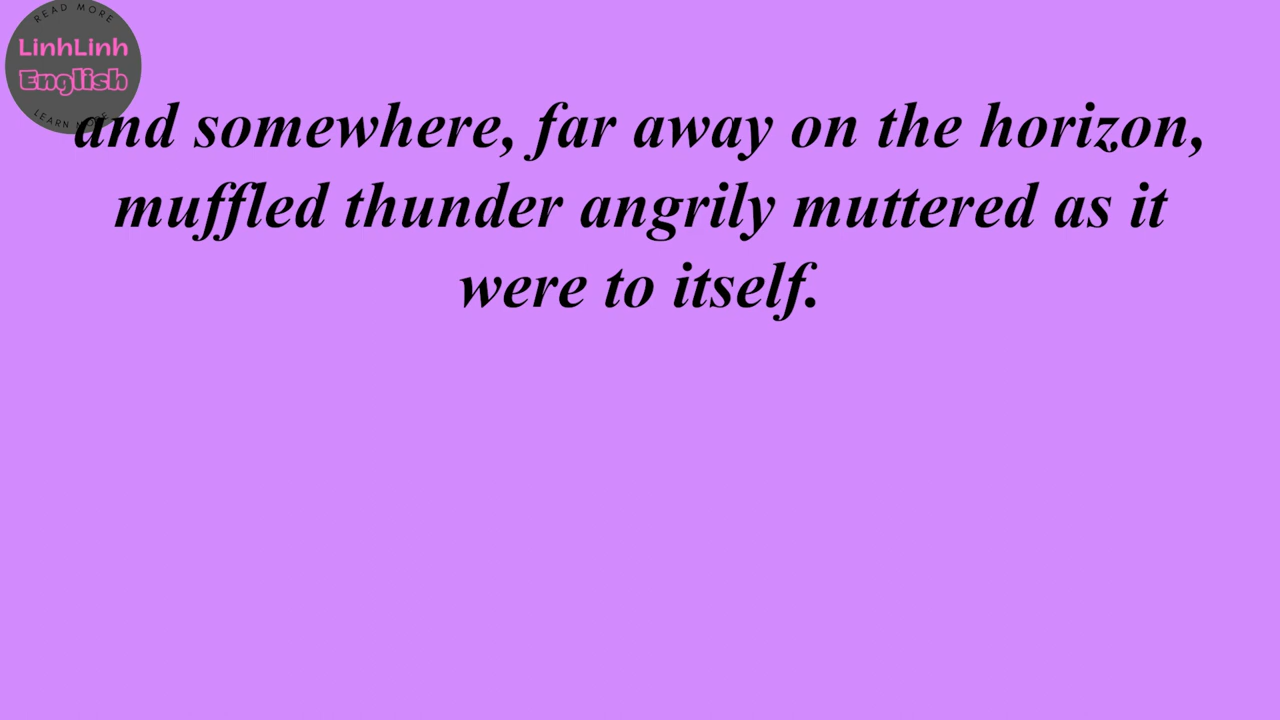 READ MORE
LinhLinh
English
LEARN MORE
and somewhere, far away on the horizon,
muffled thunder angrily muttered as it
were to itself.